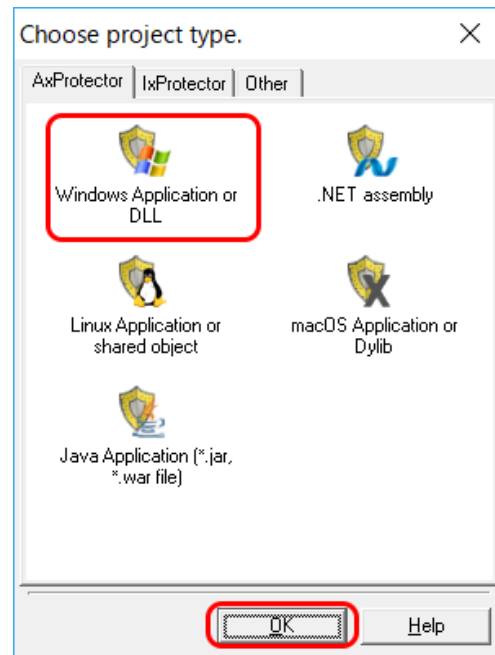 Choose project type.
AxProtector
IxProtector
Other
Windows Application or
DLL
.NET assembly
Linux Application or
shared object
macOS Application or
Dylib
Java Application (*.jar,
*.war file)
OK
Help